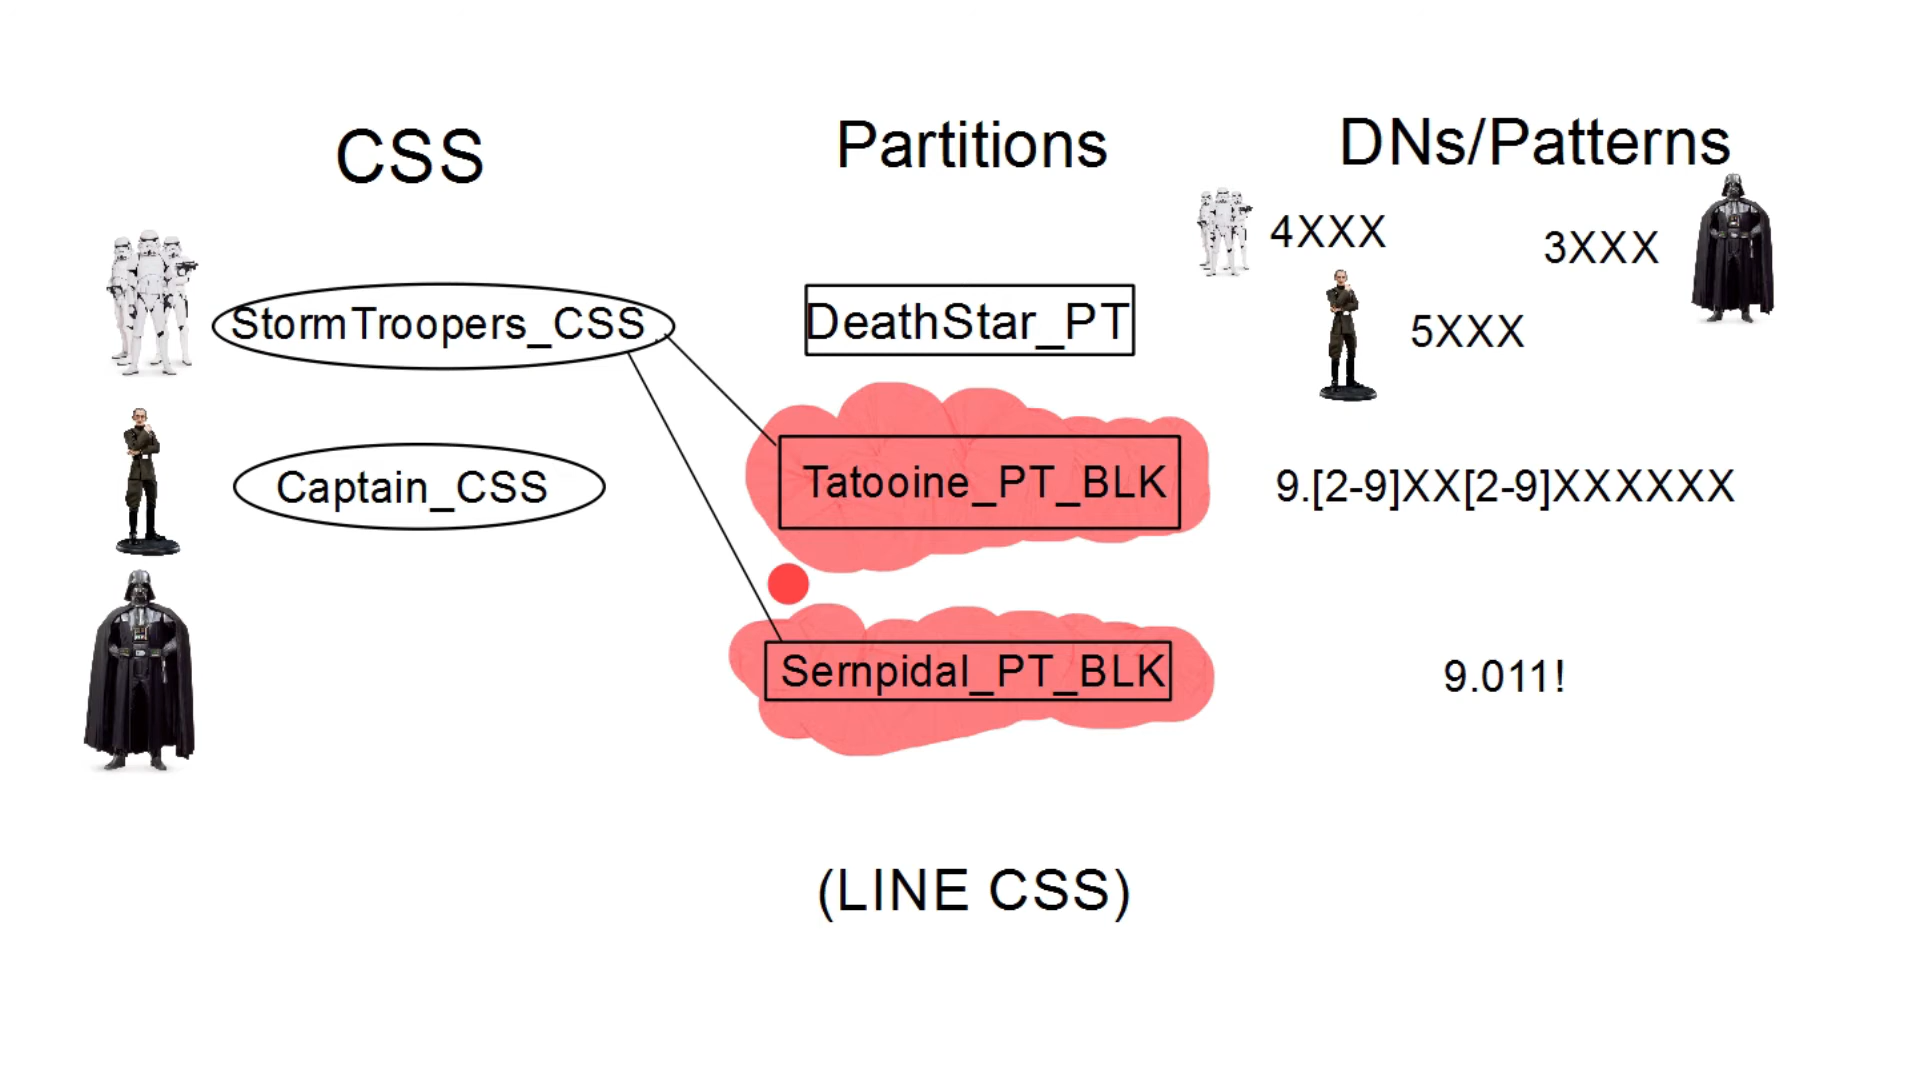 CSS
Partitions
DNs/Patterns
4XXX
3XXX
StormTroopers_CSS
DeathStar_PT
5XXX
Captain_CSS
Tatooine_PT_BLK
9.[2-9]XX[2-9]XXXXXX
Sernpidal_PT_BLK
9.011!
(LINE CSS)